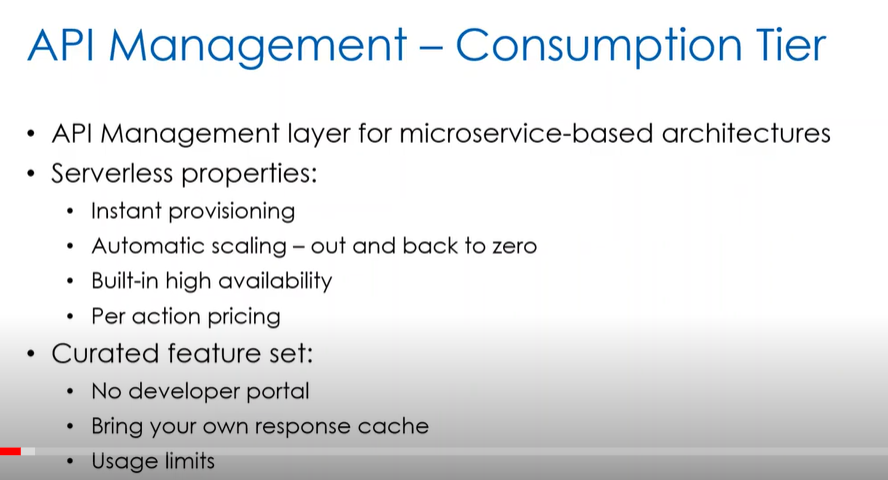 API Management – Consumption Tier
• API Management layer for microservice-based architectures
• Serverless properties:
• Instant provisioning
• Automatic scaling – out and back to zero
• Built-in high availability
• Per action pricing
• Curated feature set:
• No developer portal
• Bring your own response cache
• Usage limits